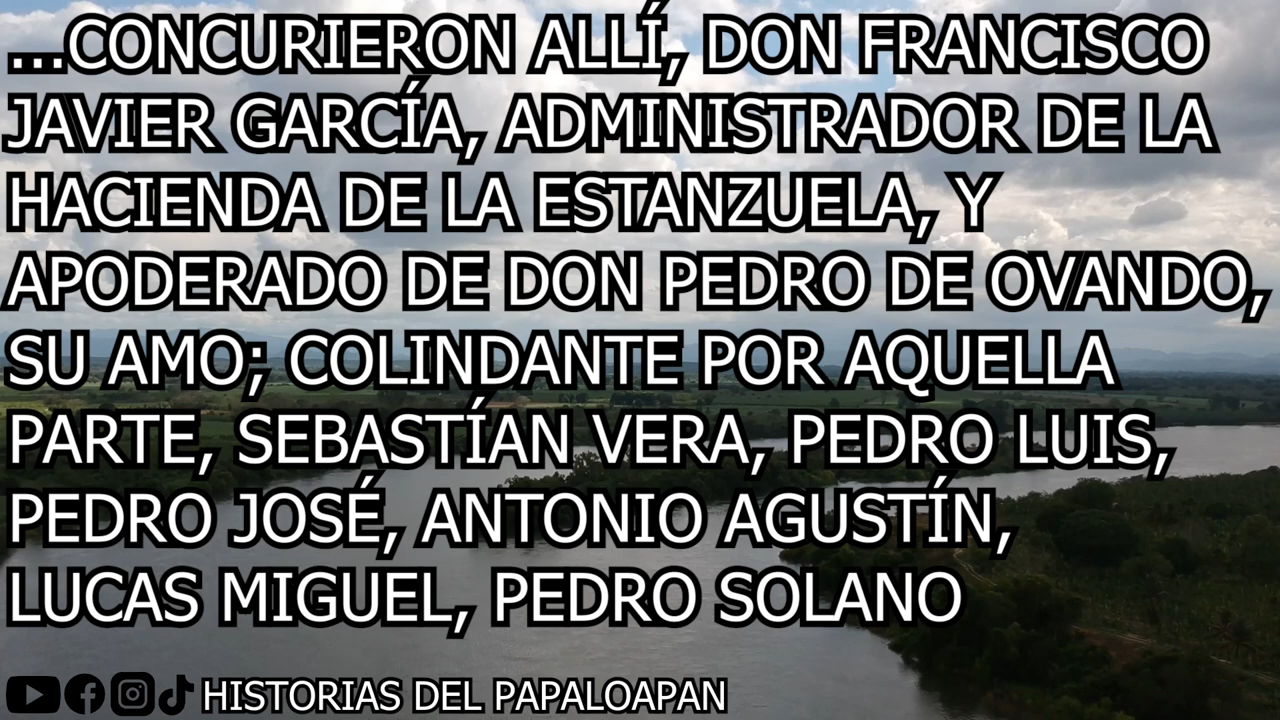 ...CONCURIERON ALLÍ, DON FRANCISCO
JAVIER GARCÍA, ADMINISTRADOR DE LA
HACIENDA DE LA ESTANZUELA, Y
APODERADO DE DON PEDRO DE OVANDO,
SU AMO; COLINDANTE POR AQUELLA
PARTE, SEBASTÍAN VERA, PEDRO LUIS,
PEDRO JOSÉ, ANTONIO AGUSTÍN,
LUCAS MIGUEL, PEDRO SOLANO
HISTORIAS DEL PAPALOAPAN